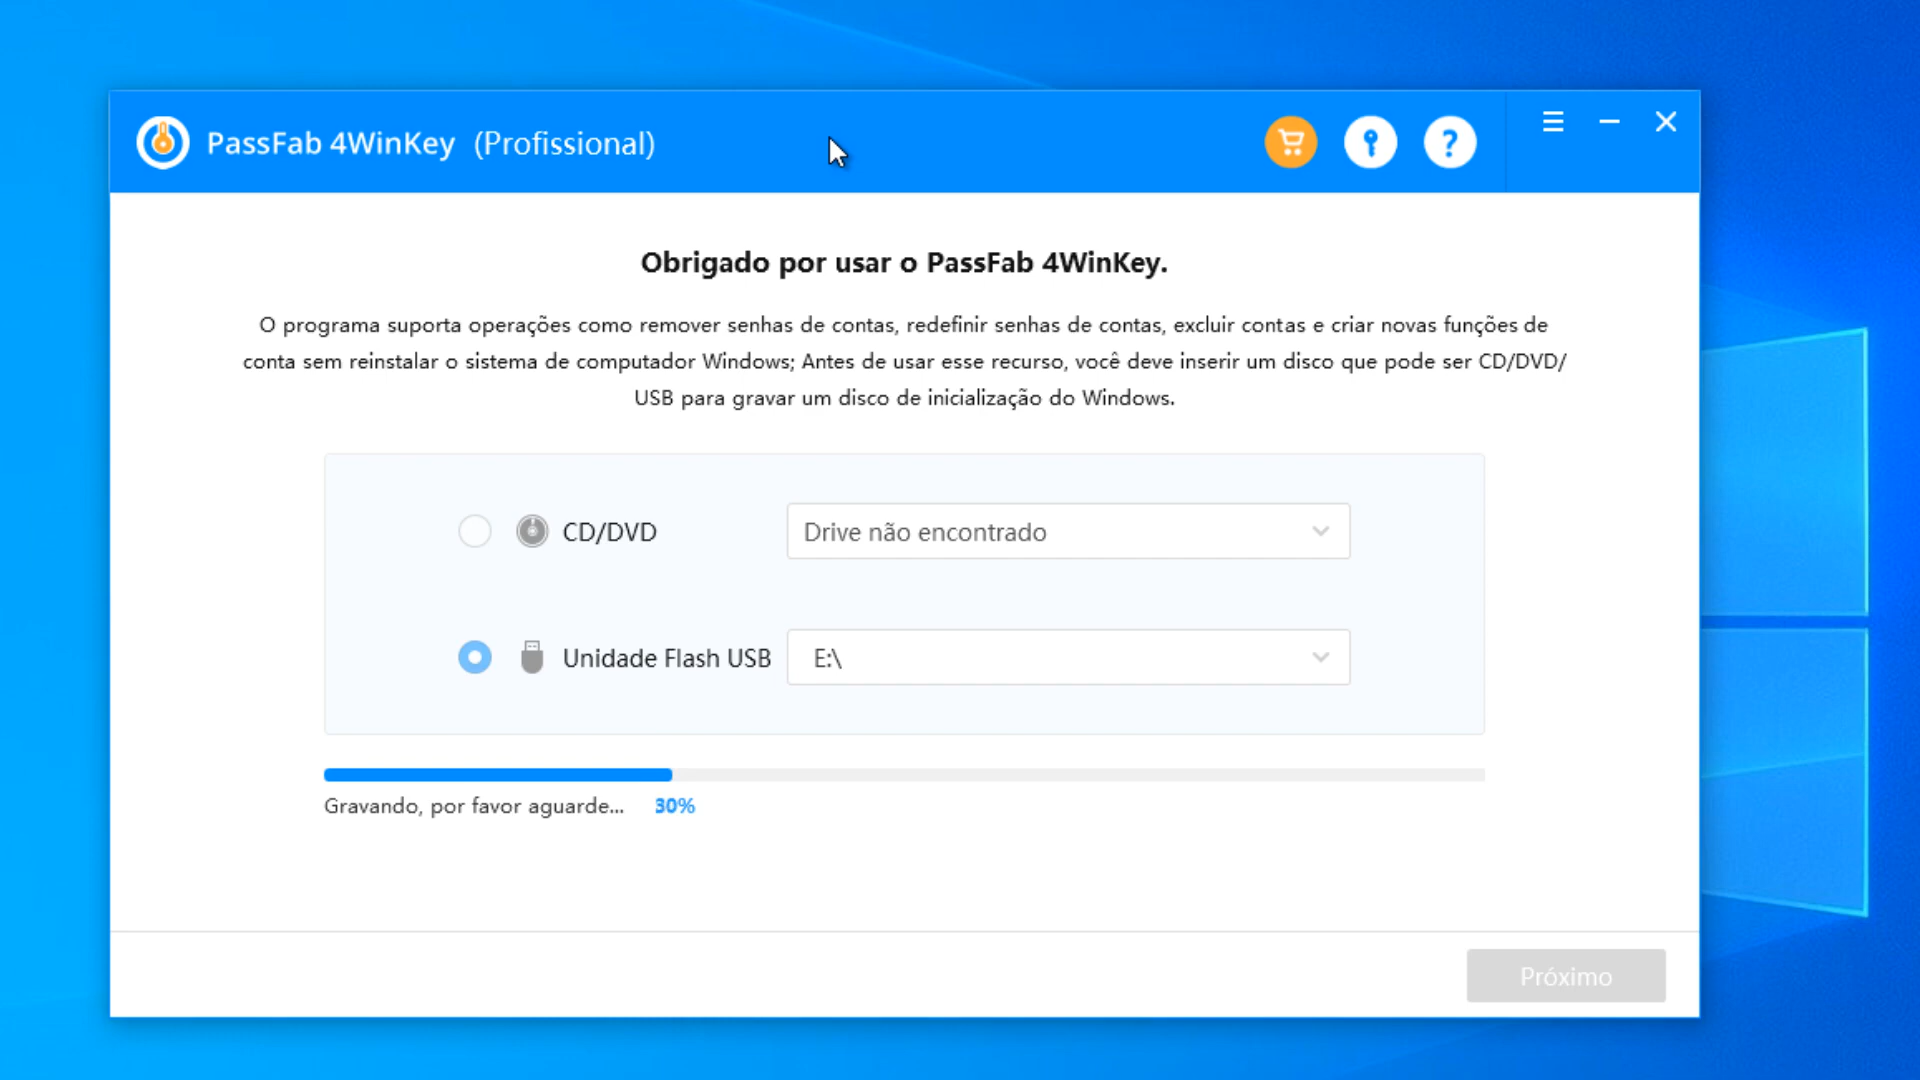 PassFab 4WinKey (Profissional)
Obrigado por usar o PassFab 4WinKey.
O programa suporta operações como remover senhas de contas, redefinir senhas de contas, excluir contas e criar novas funções de
conta sem reinstalar o sistema de computador Windows; Antes de usar esse recurso, você deve inserir um disco que pode ser CD/DVD/
USB para gravar um disco de inicialização do Windows.
CD/DVD Drive não encontrado
Unidade Flash USB E:\
Gravando, por favor aguarde... 30%
Próximo